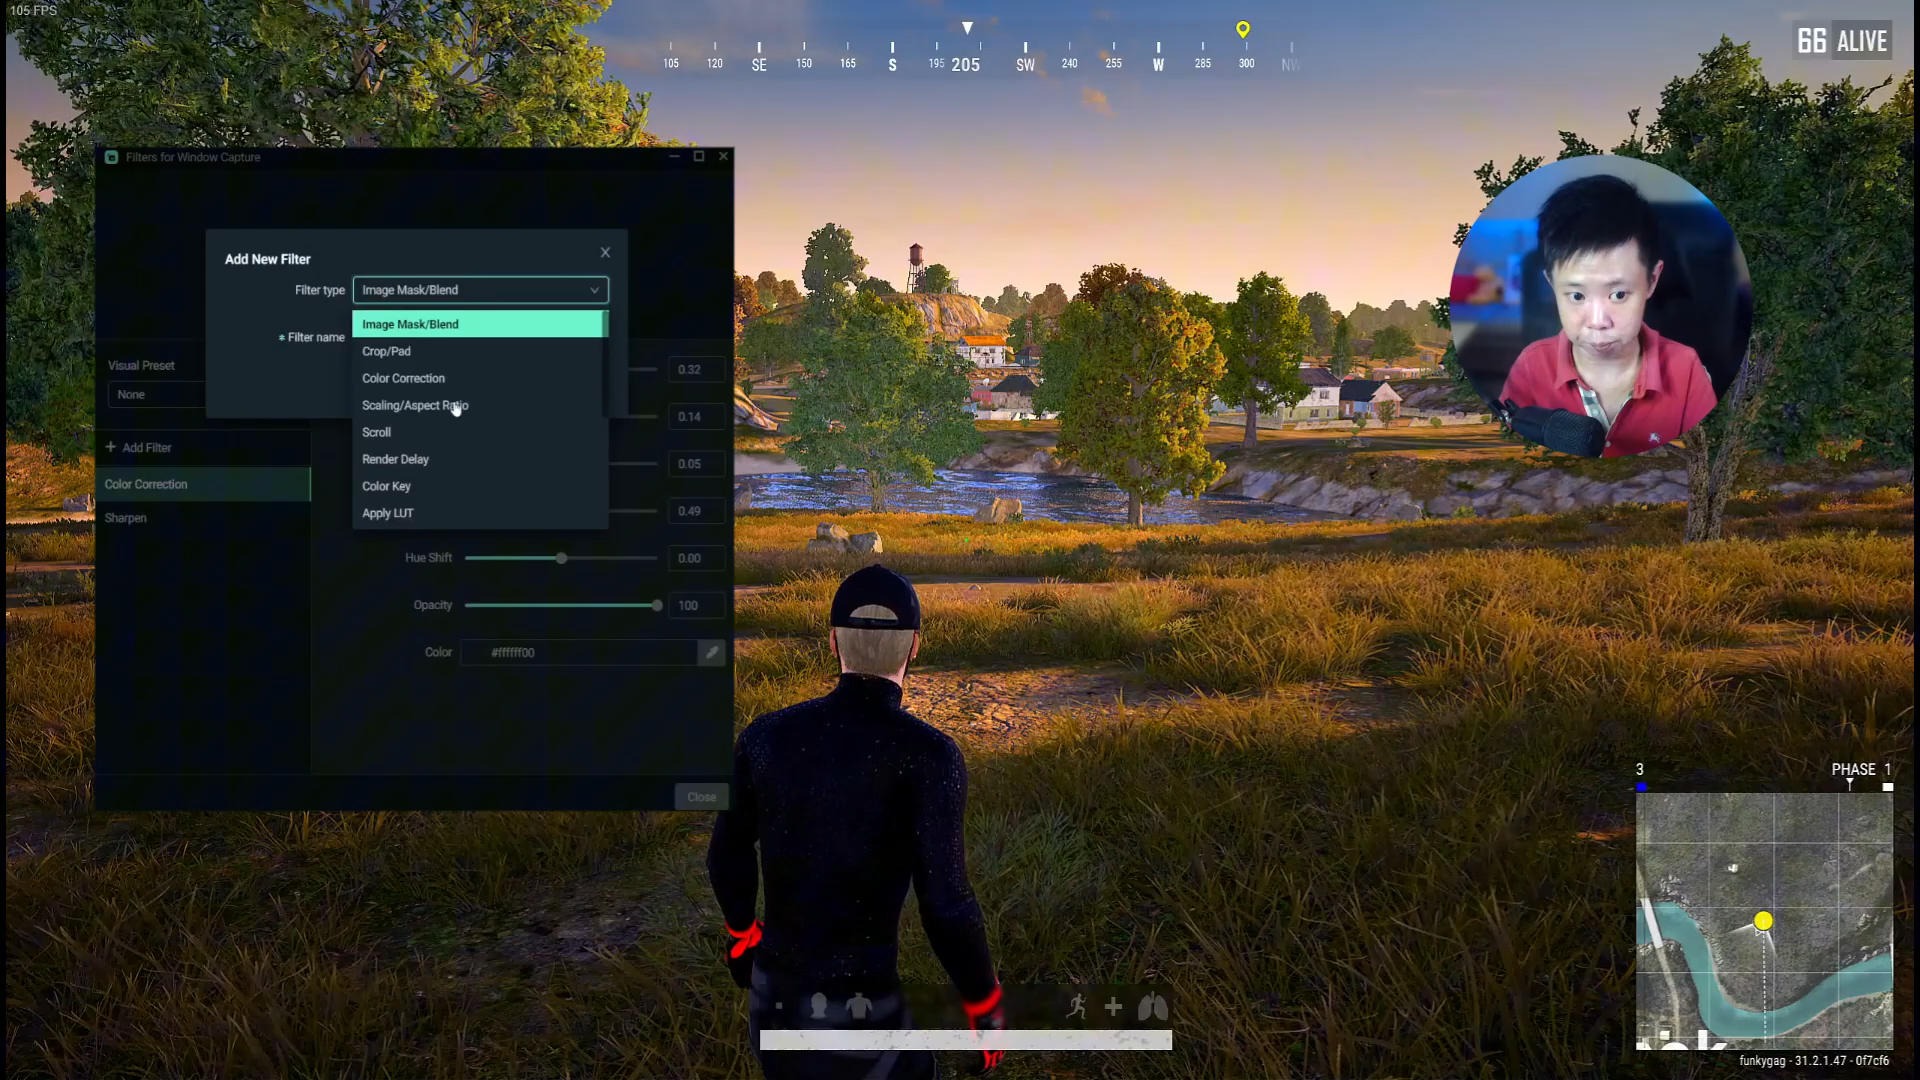 105 FPS
105 120 SE 150 165 S 195 205 SW 240 255 W 285 300 NW
66 ALIVE
Filters for Window Capture
Add New Filter
Filter type Image Mask/Blend
Image Mask/Blend
* Filter name
Crop/Pad
Color Correction
Scaling/Aspect Ratio
Scroll
Render Delay
Color Key
Apply LUT
Visual Preset
None
+ Add Filter
Color Correction
Sharpen
0.32
0.14
0.05
0.49
Hue Shift 0.00
Opacity 100
Color #ffffff00
Close
3 PHASE 1
funkygag - 31.2.1.47 - 0f7cf6